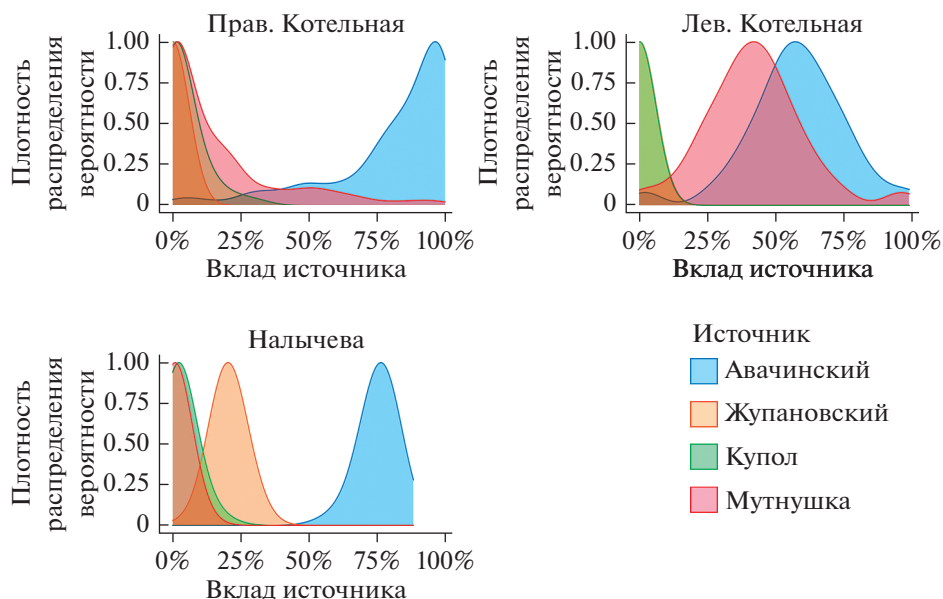 Прав. Котельная
Плотность
распределения
вероятности
1.00
0.75
0.50
0.25
0
0% 25% 50% 75% 100%
Вклад источника
Лев. Котельная
Плотность
распределения
вероятности
1.00
0.75
0.50
0.25
0
0% 25% 50% 75% 100%
Вклад источника
Налычева
Плотность
распределения
вероятности
1.00
0.75
0.50
0.25
0
0% 25% 50% 75% 100%
Вклад источника
Источник
Авачинский
Жупановский
Купол
Мутнушка